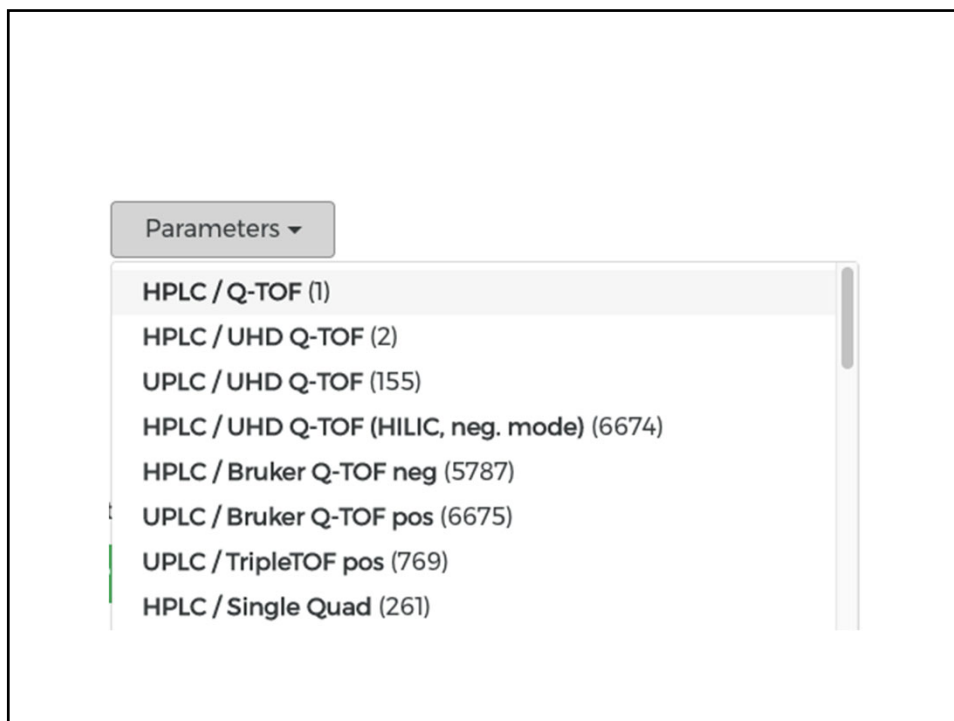 Parameters
HPLC / Q-TOF (1)
HPLC / UHD Q-TOF (2)
UPLC / UHD Q-TOF (155)
HPLC / UHD Q-TOF (HILIC, neg. mode) (6674)
HPLC / Bruker Q-TOF neg (5787)
UPLC / Bruker Q-TOF pos (6675)
UPLC / TripleTOF pos (769)
HPLC / Single Quad (261)